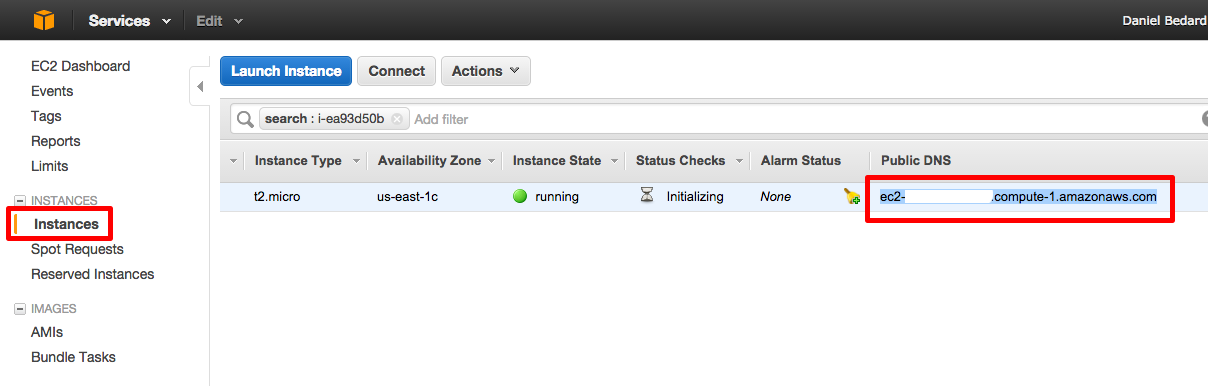 Services Edit Daniel Bedard
EC2 Dashboard
Events
Tags
Reports
Limits
INSTANCES
Instances
Spot Requests
Reserved Instances
IMAGES
AMIs
Bundle Tasks
Launch Instance Connect Actions
search : i-ea93d50b Add filter
Instance Type Availability Zone Instance State Status Checks Alarm Status Public DNS
t2.micro us-east-1c running Initializing None ec2- .compute-1.amazonaws.com